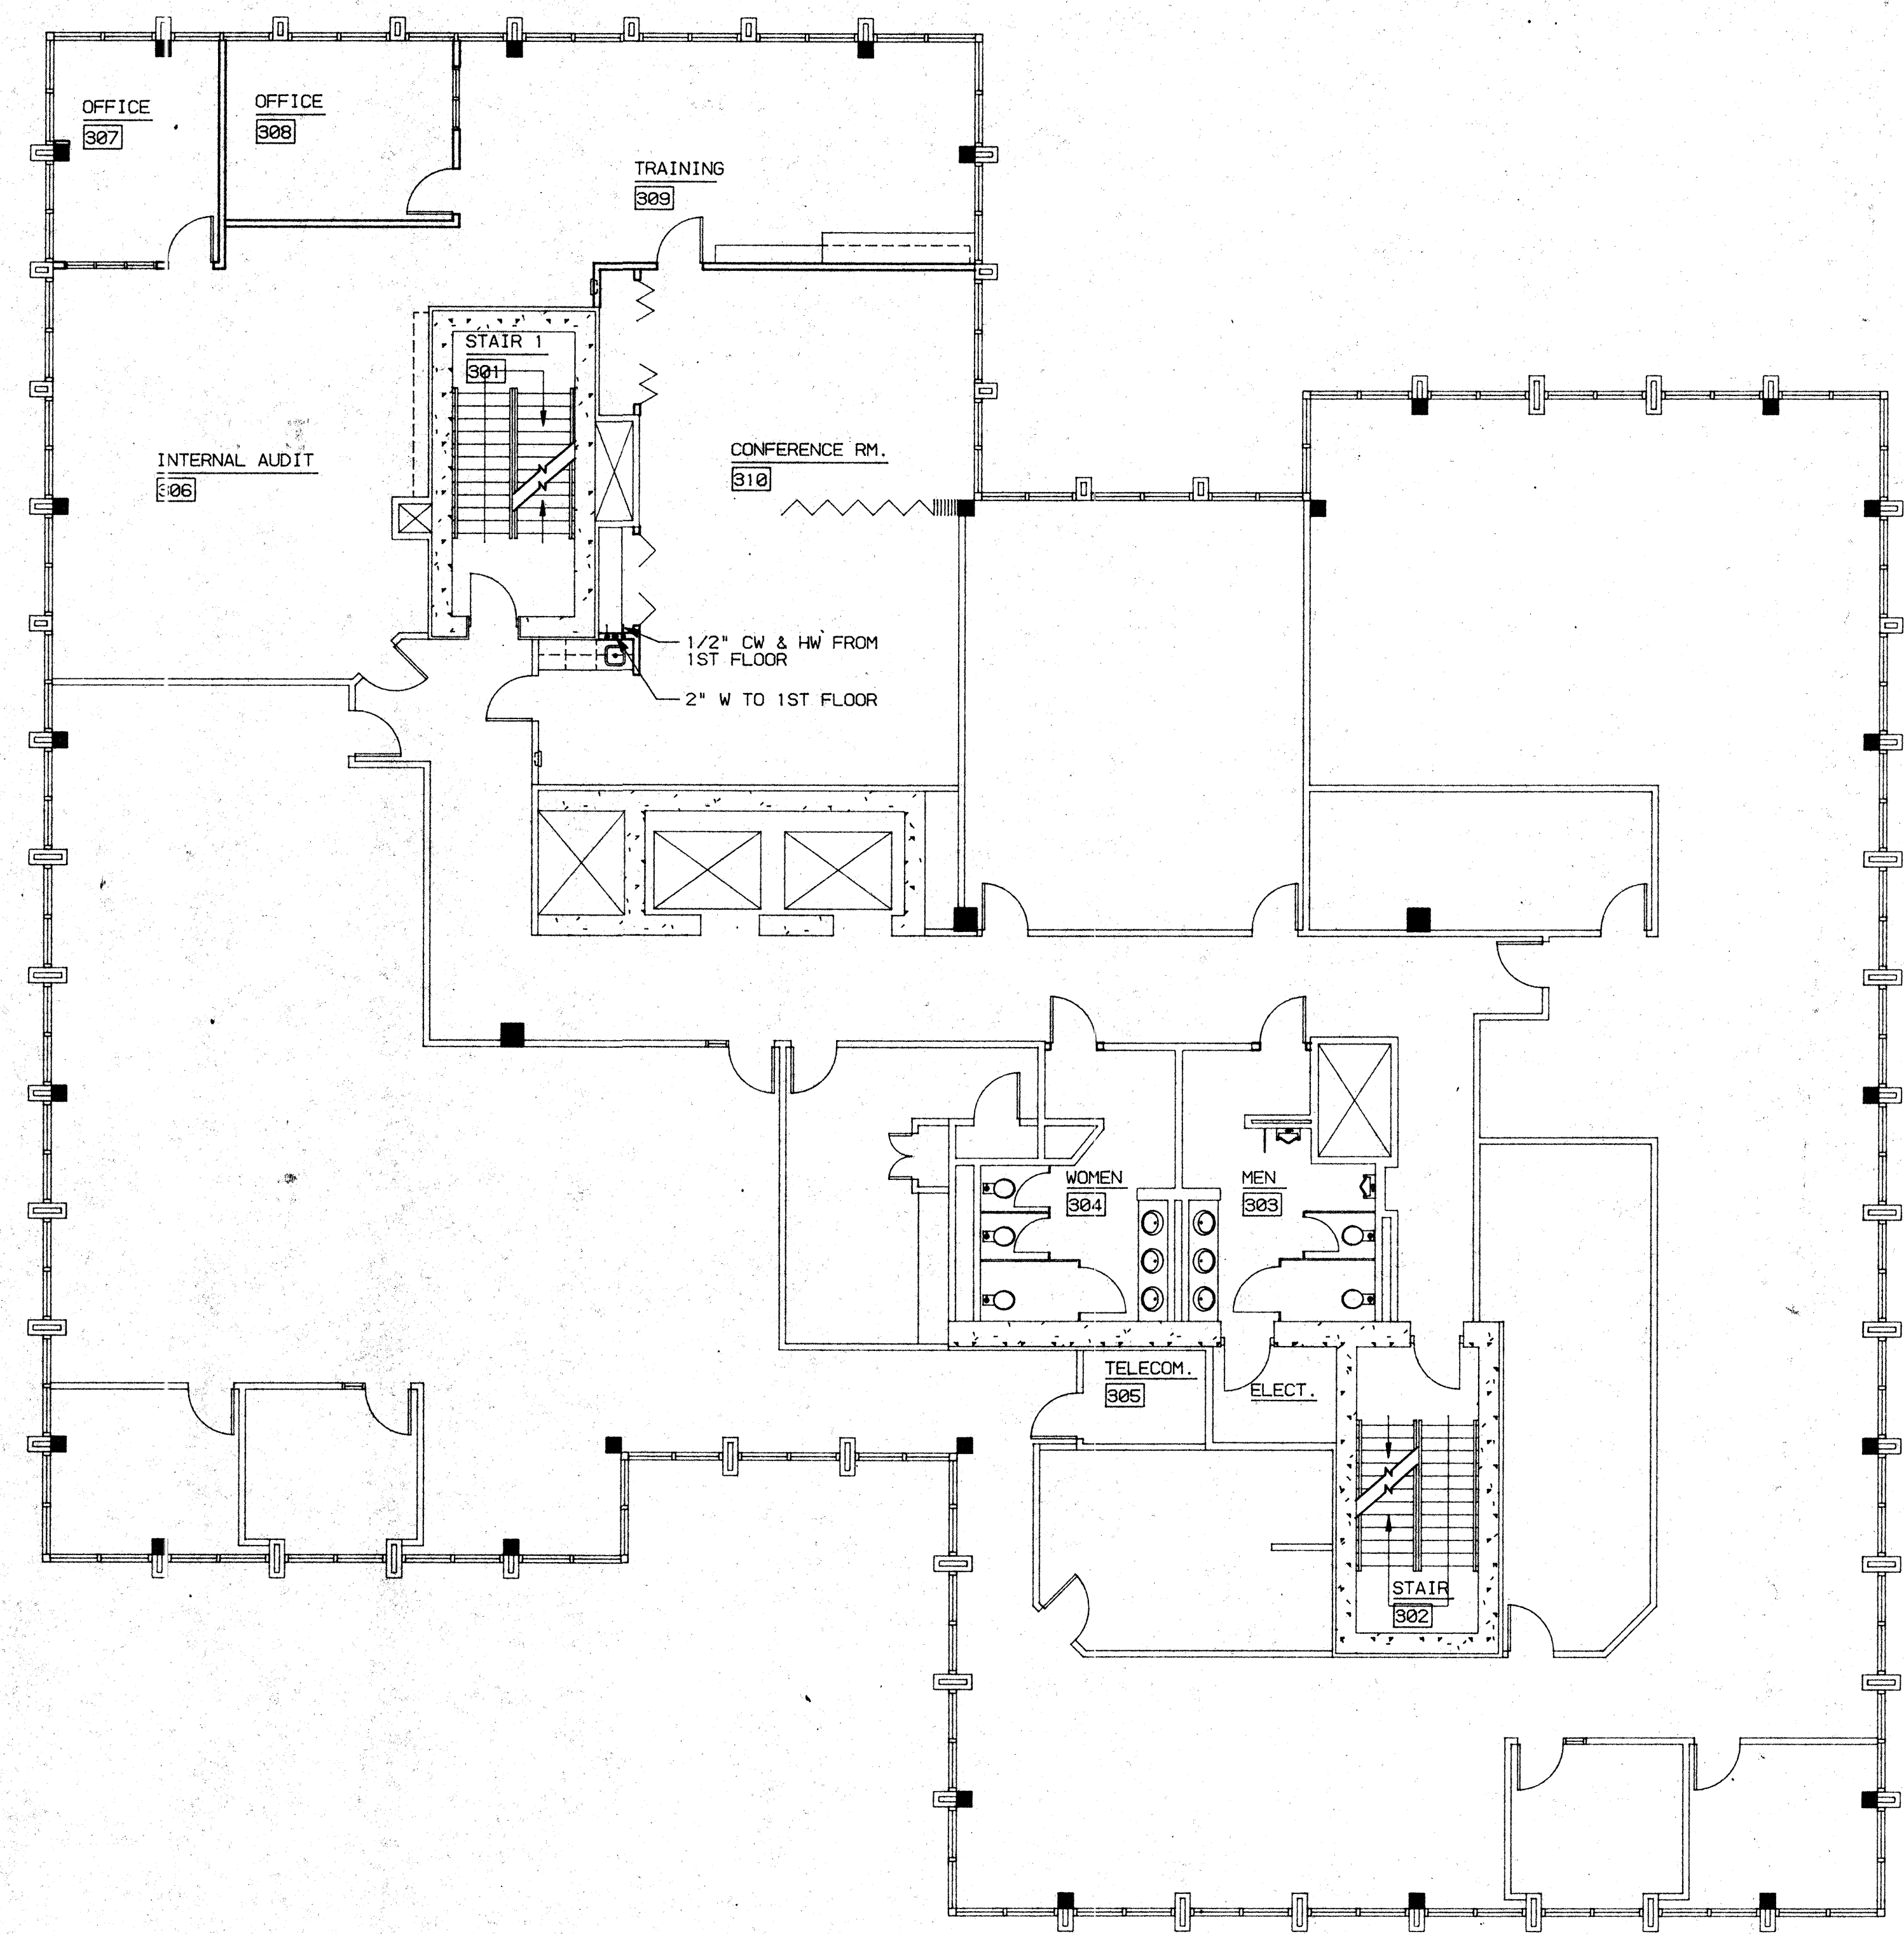 OFFICE
307
OFFICE
308
TRAINING
309
STAIR 1
301
INTERNAL AUDIT
306
CONFERENCE RM.
310
1/2" CW & HW FROM
1ST FLOOR
2" W TO 1ST FLOOR
WOMEN
304
MEN
303
TELECOM.
305
ELECT.
N
N
N
N
STAIR
302